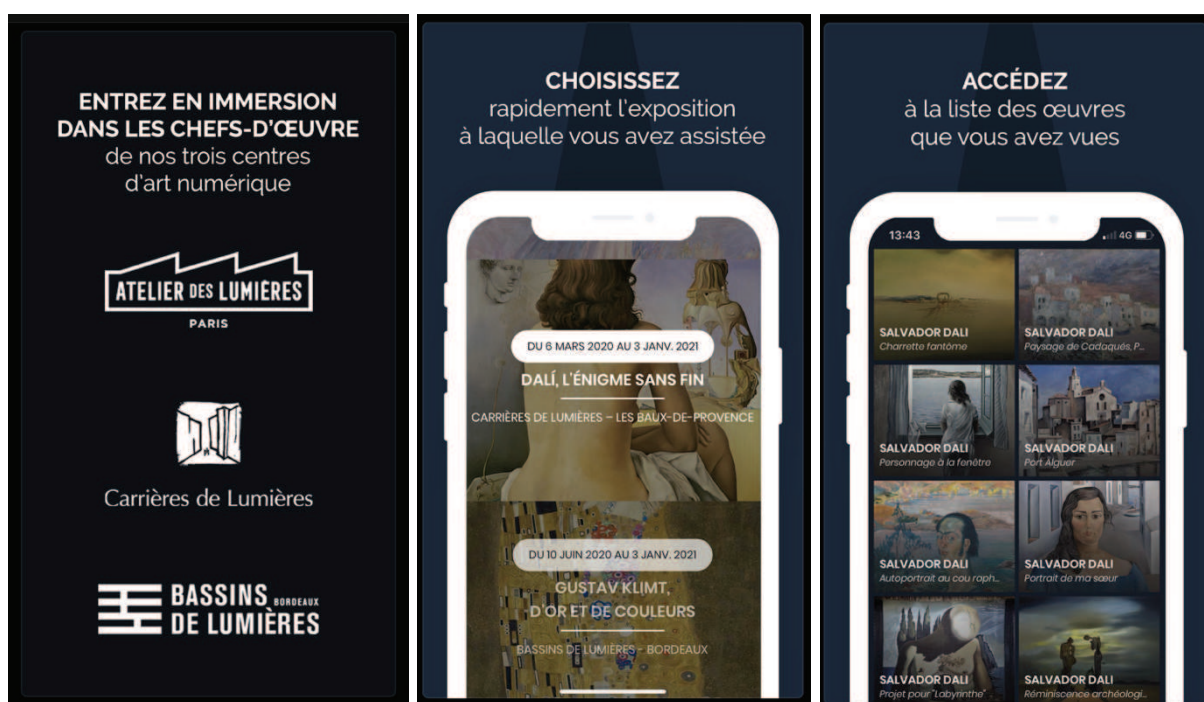 ENTREZ EN IMMERSION
DANS LES CHEFS-D'ŒUVRE
de nos trois centres
d'art numérique
ATELIER DES LUMIÈRES
PARIS
Carrières de Lumières
BASSINS BORDEAUX
DE LUMIÈRES
CHOISISSEZ
rapidement l'exposition
à laquelle vous avez assistée
DU 6 MARS 2020 AU 3 JANV. 2021
DALÍ, L'ÉNIGME SANS FIN
CARRIÈRES DE LUMIÈRES – LES BAUX-DE-PROVENCE
DU 10 JUIN 2020 AU 3 JANV. 2021
GUSTAV KLIMT,
D'OR ET DE COULEURS
BASSINS DE LUMIÈRES - BORDEAUX
ACCÉDEZ
à la liste des œuvres
que vous avez vues
13:43 4G
SALVADOR DALI
Charrette fantôme
SALVADOR DALI
Paysage de Cadaqués, P...
SALVADOR DALI
Personnage à la fenêtre
SALVADOR DALI
Port Alguer
SALVADOR DALI
Autoportrait au cou raph...
SALVADOR DALI
Portrait de ma sœur
SALVADOR DALI
Projet pour "Labyrinthe"
SALVADOR DALI
Réminiscence archéologi...